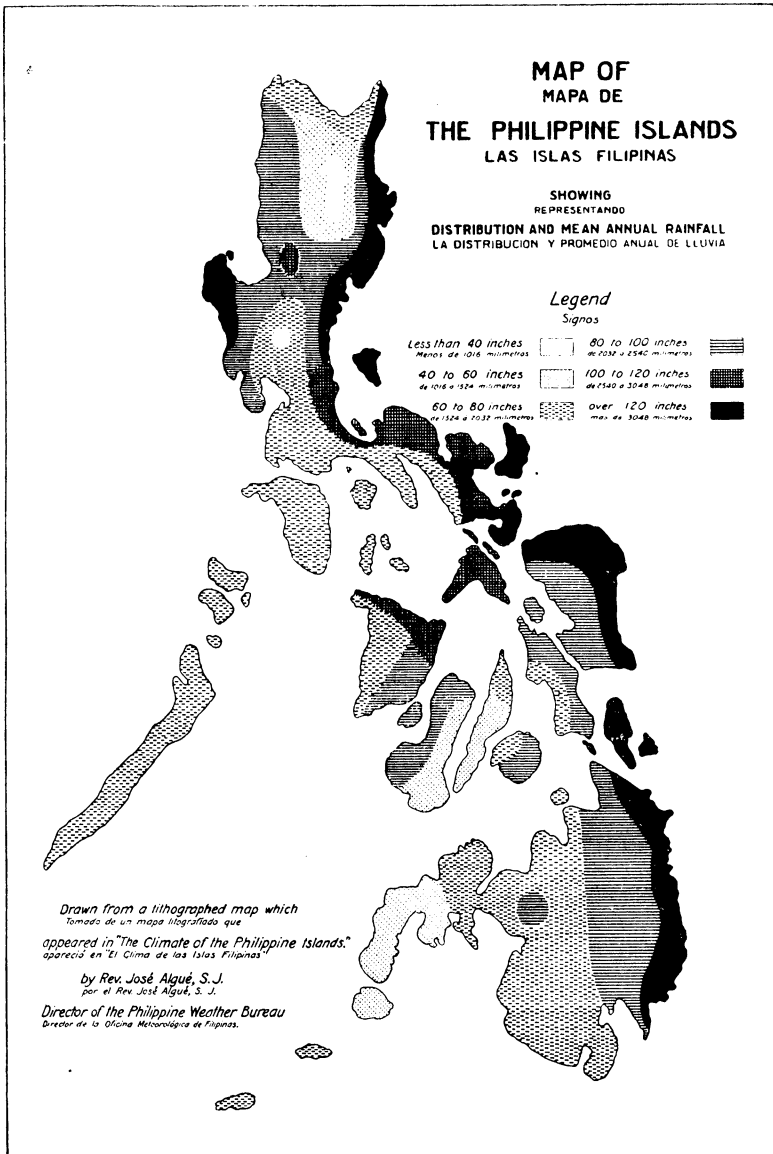 MAP OF
MAPA DE
THE PHILIPPINE ISLANDS
LAS ISLAS FILIPINAS
SHOWING
REPRESENTANDO
DISTRIBUTION AND MEAN ANNUAL RAINFALL
LA DISTRIBUCION Y PROMEDIO ANUAL DE LLUVIA
Legend
Signos
Less than 40 inches
Menos de 1016 milimetros
40 to 60 inches
de 1016 a 1524 milimetros
60 to 80 inches
de 1524 a 2032 milimetros
80 to 100 inches
de 2032 a 2540 milimetros
100 to 120 inches
de 2540 a 3048 milimetros
over 120 inches
mas de 3048 milimetros
Drawn from a lithographed map which
Tomado de un mapa litografiado que
appeared in "The Climate of the Philippine Islands."
apareció en "El Clima de las Islas Filipinas"
by Rev. José Algué, S.J.
por el Rev. José Algué, S. J.
Director of the Philippine Weather Bureau
Director de la Oficina Meteorológica de Filipinas.